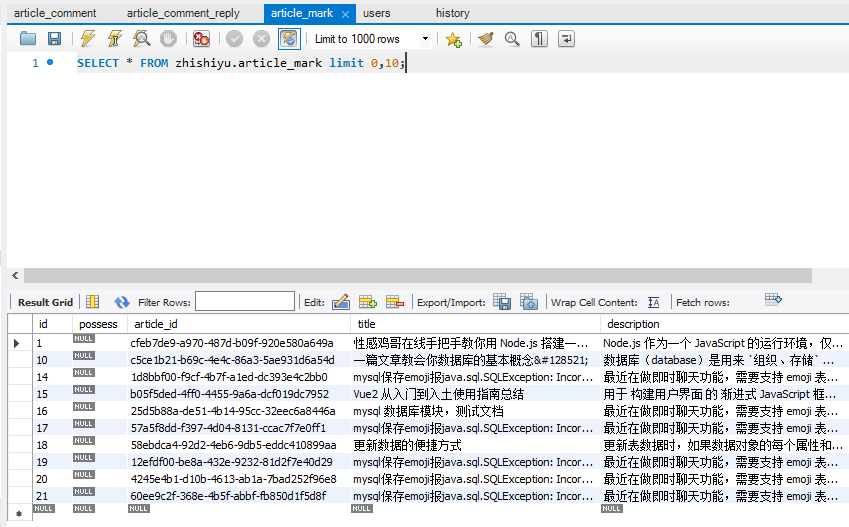 article_comment article_comment_reply article_mark users history
Limit to 1000 rows
1 SELECT * FROM zhishiyu.article_mark limit 0,10;
Result Grid Filter Rows: Edit: Export/Import: Wrap Cell Content: Fetch rows:
id possess article_id title description
1 NULL cfeb7de9-a970-487d-b09f-920e580a649a 性感鸡哥在线手把手教你用 Node.js 搭建一... Node.js 作为一个 JavaScript 的运行环境，仅...
10 NULL c5ce1b21-b69c-4e4c-86a3-5ae931d6a54d 一篇文章教会你数据库的基本概念&#128521; 数据库（database）是用来 `组织、存储` ...
14 NULL 1d8bbf00-f9cf-4b7f-a1ed-dc393e4c2bb0 mysql保存emoji报java.sql.SQLException: Incor... 最近在做即时聊天功能，需要支持 emoji 表...
15 NULL b05f5ded-4ff0-4455-9a6a-dcf019dc7952 Vue2 从入门到入土使用指南总结 用于 构建用户界面 的 渐进式 JavaScript 框...
16 NULL 25d5b88a-de51-4b14-95cc-32eec6a8446a mysql 数据库模块，测试文档 mysql 数据库模块，测试文档
17 NULL 57a5f8dd-f397-4d04-8131-ccac7f7e0ff1 mysql保存emoji报java.sql.SQLException: Incor... 最近在做即时聊天功能，需要支持 emoji 表...
18 NULL 58ebdca4-92d2-4eb6-9db5-eddc410899aa 更新数据的便捷方式 更新表数据时，如果数据对象的每个属性和...
19 NULL 12efdf00-be8a-432e-9232-81d2f7e40d29 mysql保存emoji报java.sql.SQLException: Incor... 最近在做即时聊天功能，需要支持 emoji 表...
20 NULL 4245e4b1-d10b-4613-ab1a-7bad252f96e8 mysql保存emoji报java.sql.SQLException: Incor... 最近在做即时聊天功能，需要支持 emoji 表...
21 NULL 60ee9c2f-368e-4b5f-abbf-fb850d1f5d8f mysql保存emoji报java.sql.SQLException: Incor... 最近在做即时聊天功能，需要支持 emoji 表...
NULL NULL NULL NULL NULL